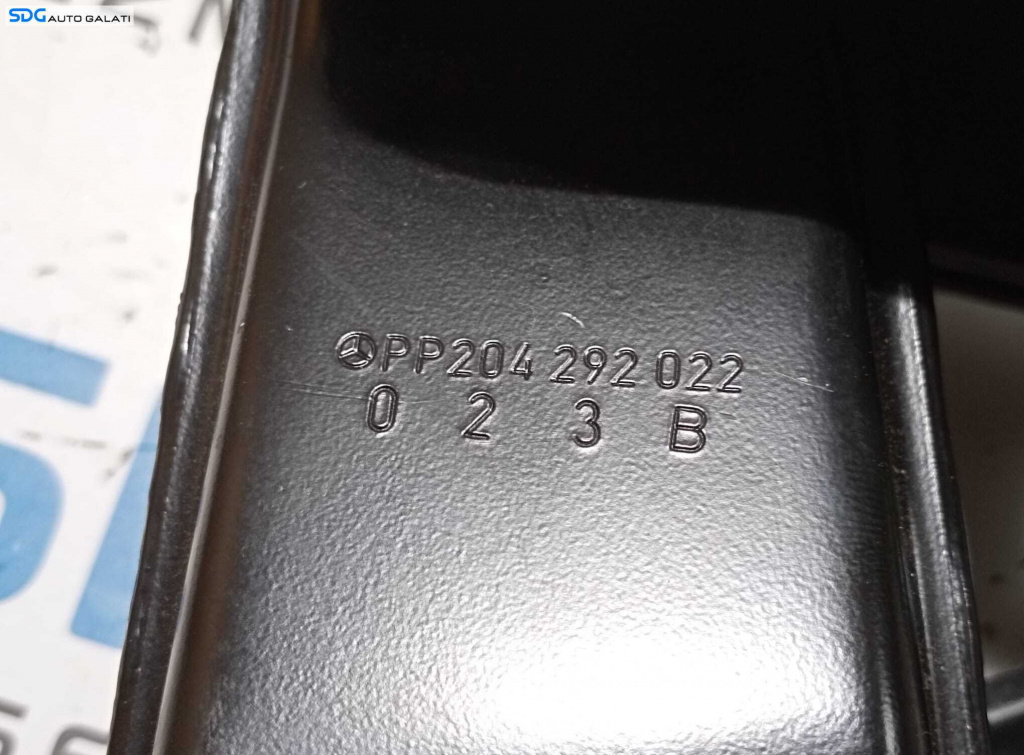 SDG AUTO GALATI
PP204 292 022
0 2 3 B